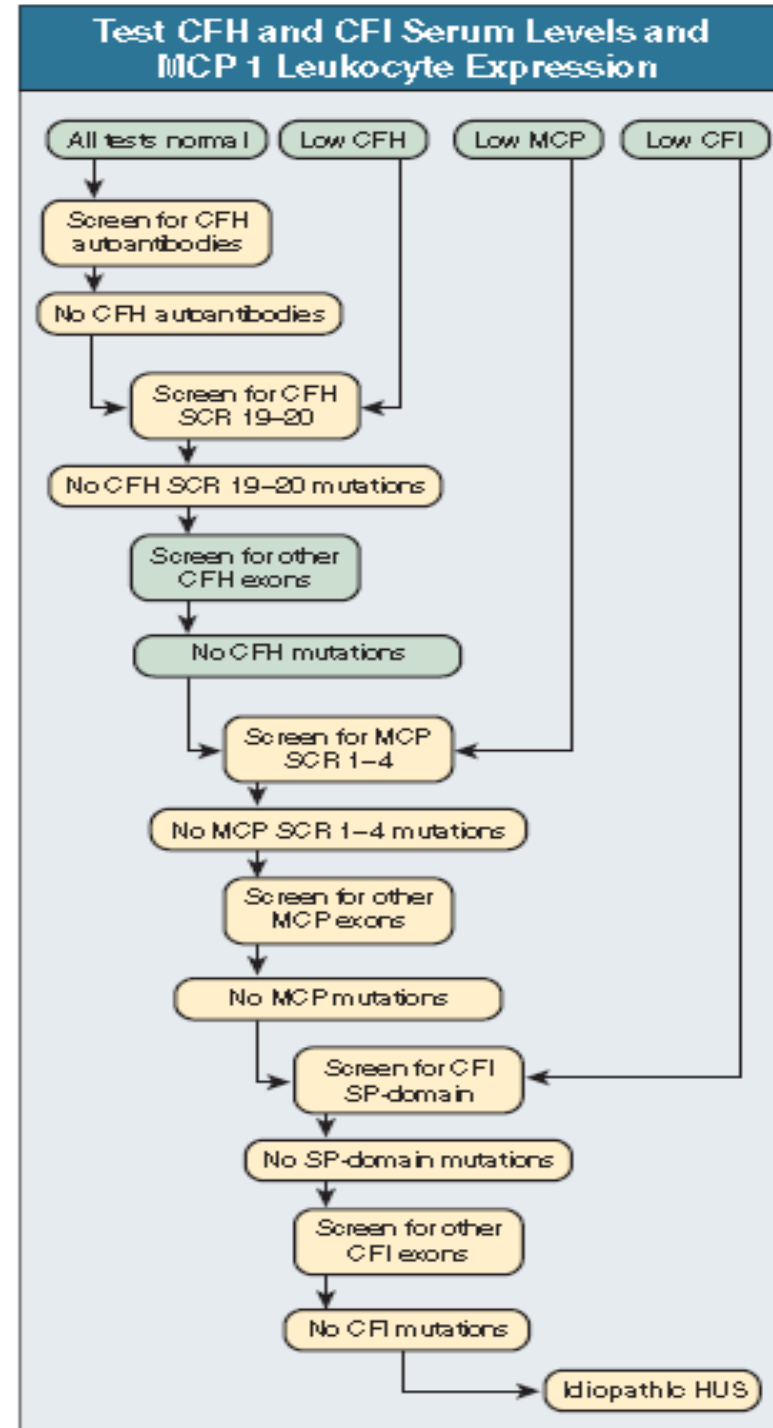 Test CFH and CFI Serum Levels and
MCP 1 Leukocyte Expression
All tests normal
Low CFH
Low MCP
Low CFI
Screen for CFH
autoantibodies
No CFH autoantibodies
Screen for CFH
SCR 19–20
No CFH SCR 19–20 mutations
Screen for other
CFH exons
No CFH mutations
Screen for MCP
SCR 1–4
No MCP SCR 1–4 mutations
Screen for other
MCP exons
No MCP mutations
Screen for CFI
SP-domain
No SP-domain mutations
Screen for other
CFI exons
No CFI mutations
Idiopathic HUS